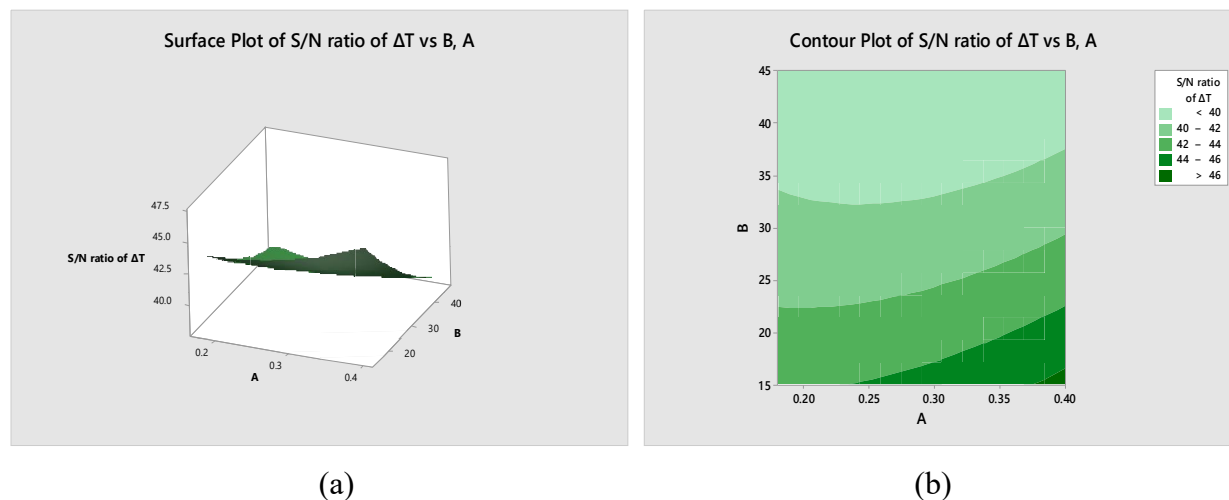 Surface Plot of S/N ratio of ΔT vs B, A
47.5
45.0
S/N ratio of ΔT
42.5
40.0
0.2
0.3
0.4
A
20
30
40
B
(a)
Contour Plot of S/N ratio of ΔT vs B, A
45
40
35
30
25
20
15
B
0.20
0.25
0.30
0.35
0.40
A
S/N ratio
of ΔT
< 40
40 – 42
42 – 44
44 – 46
> 46
(b)